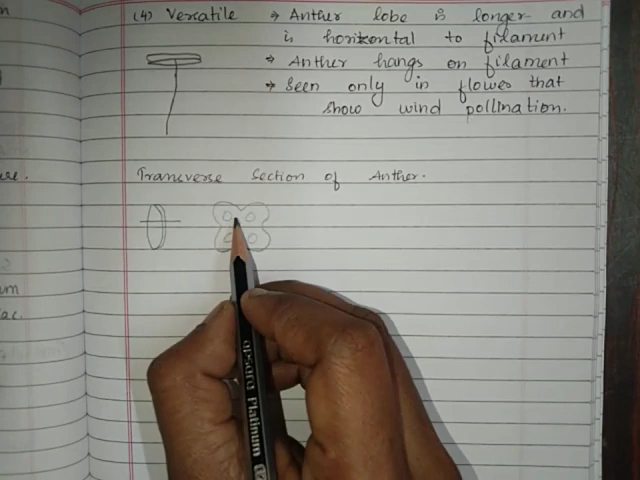 (4) Versatile → Anther lobe is longer and
is horizontal to filament
→ Anther hangs on filament
→ Seen only in flowes that
show wind pollination.
Transverse Section of Anther.
apsara Platinum